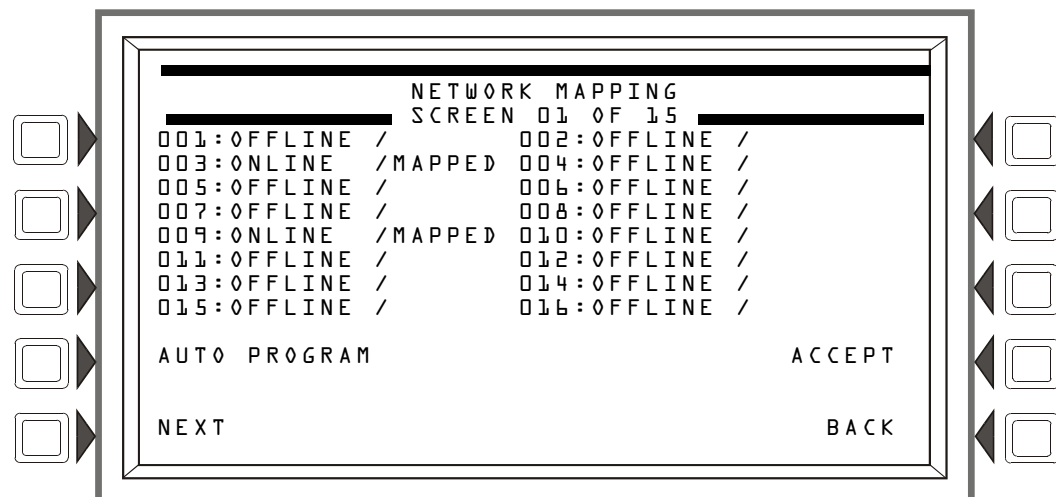 NETWORK MAPPING
SCREEN 01 OF 15
001:OFFLINE / 002:OFFLINE /
003:ONLINE /MAPPED 004:OFFLINE /
005:OFFLINE / 006:OFFLINE /
007:OFFLINE / 008:OFFLINE /
009:ONLINE /MAPPED 010:OFFLINE /
011:OFFLINE / 012:OFFLINE /
013:OFFLINE / 014:OFFLINE /
015:OFFLINE / 016:OFFLINE /
AUTO PROGRAM ACCEPT
NEXT BACK